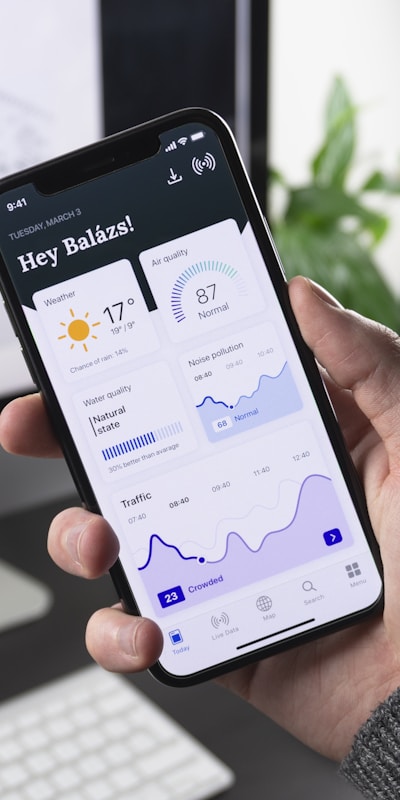 9:41
TUESDAY, MARCH 3
Hey Balázs!
Weather
17°
19° / 9°
Chance of rain: 14%
Air quality
87
Normal
Water quality
Natural
state
30% better than avarage
Noise pollution
08:40 09:40 10:40
68 Normal
Traffic
07:40 08:40 09:40 11:40 12:40
23 Crowded
Today
Live Data
Map
Search
Menu